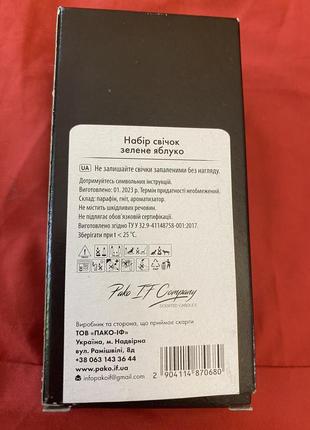 Набір свічок
зелене яблуко
UA Не залишайте свічки запаленими без нагляду.
Дотримуйтесь символьних інструкцій.
Виготовлено: 01. 2023 р. Термін придатності необмежений.
Склад: парафін, гніт, ароматизатор.
Не містить шкідливих речовин.
Не підлягає обов'язковій сертифікації.
Виготовлено згідно ТУ У 32.9-41148758-001:2017.
Зберігати при t < 25 °C.
Pako IF Company
SCENTED CANDLES
Виробник та сторона, що приймає скарги
ТОВ «ПАКО-ІФ»
Україна, м. Надвірна
вул. Рамішвілі, 8д
+38 063 143 36 44
www.pako.if.ua
infopakoif@gmail.com
2 904114 870680